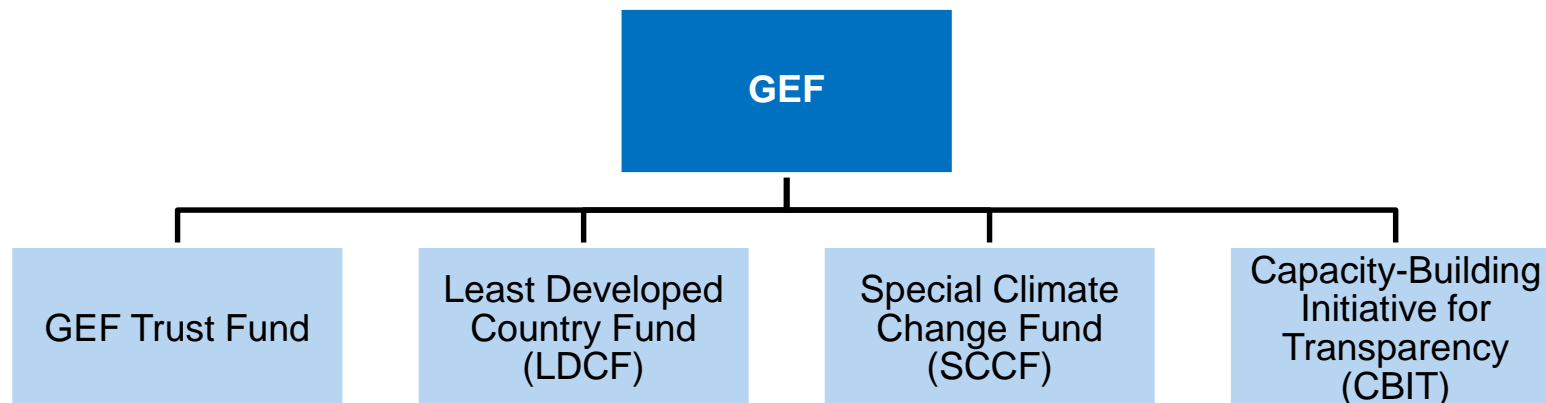 GEF
GEF Trust Fund
Least Developed
Country Fund
(LDCF)
Special Climate
Change Fund
(SCCF)
Capacity-Building
Initiative for
Transparency
(CBIT)